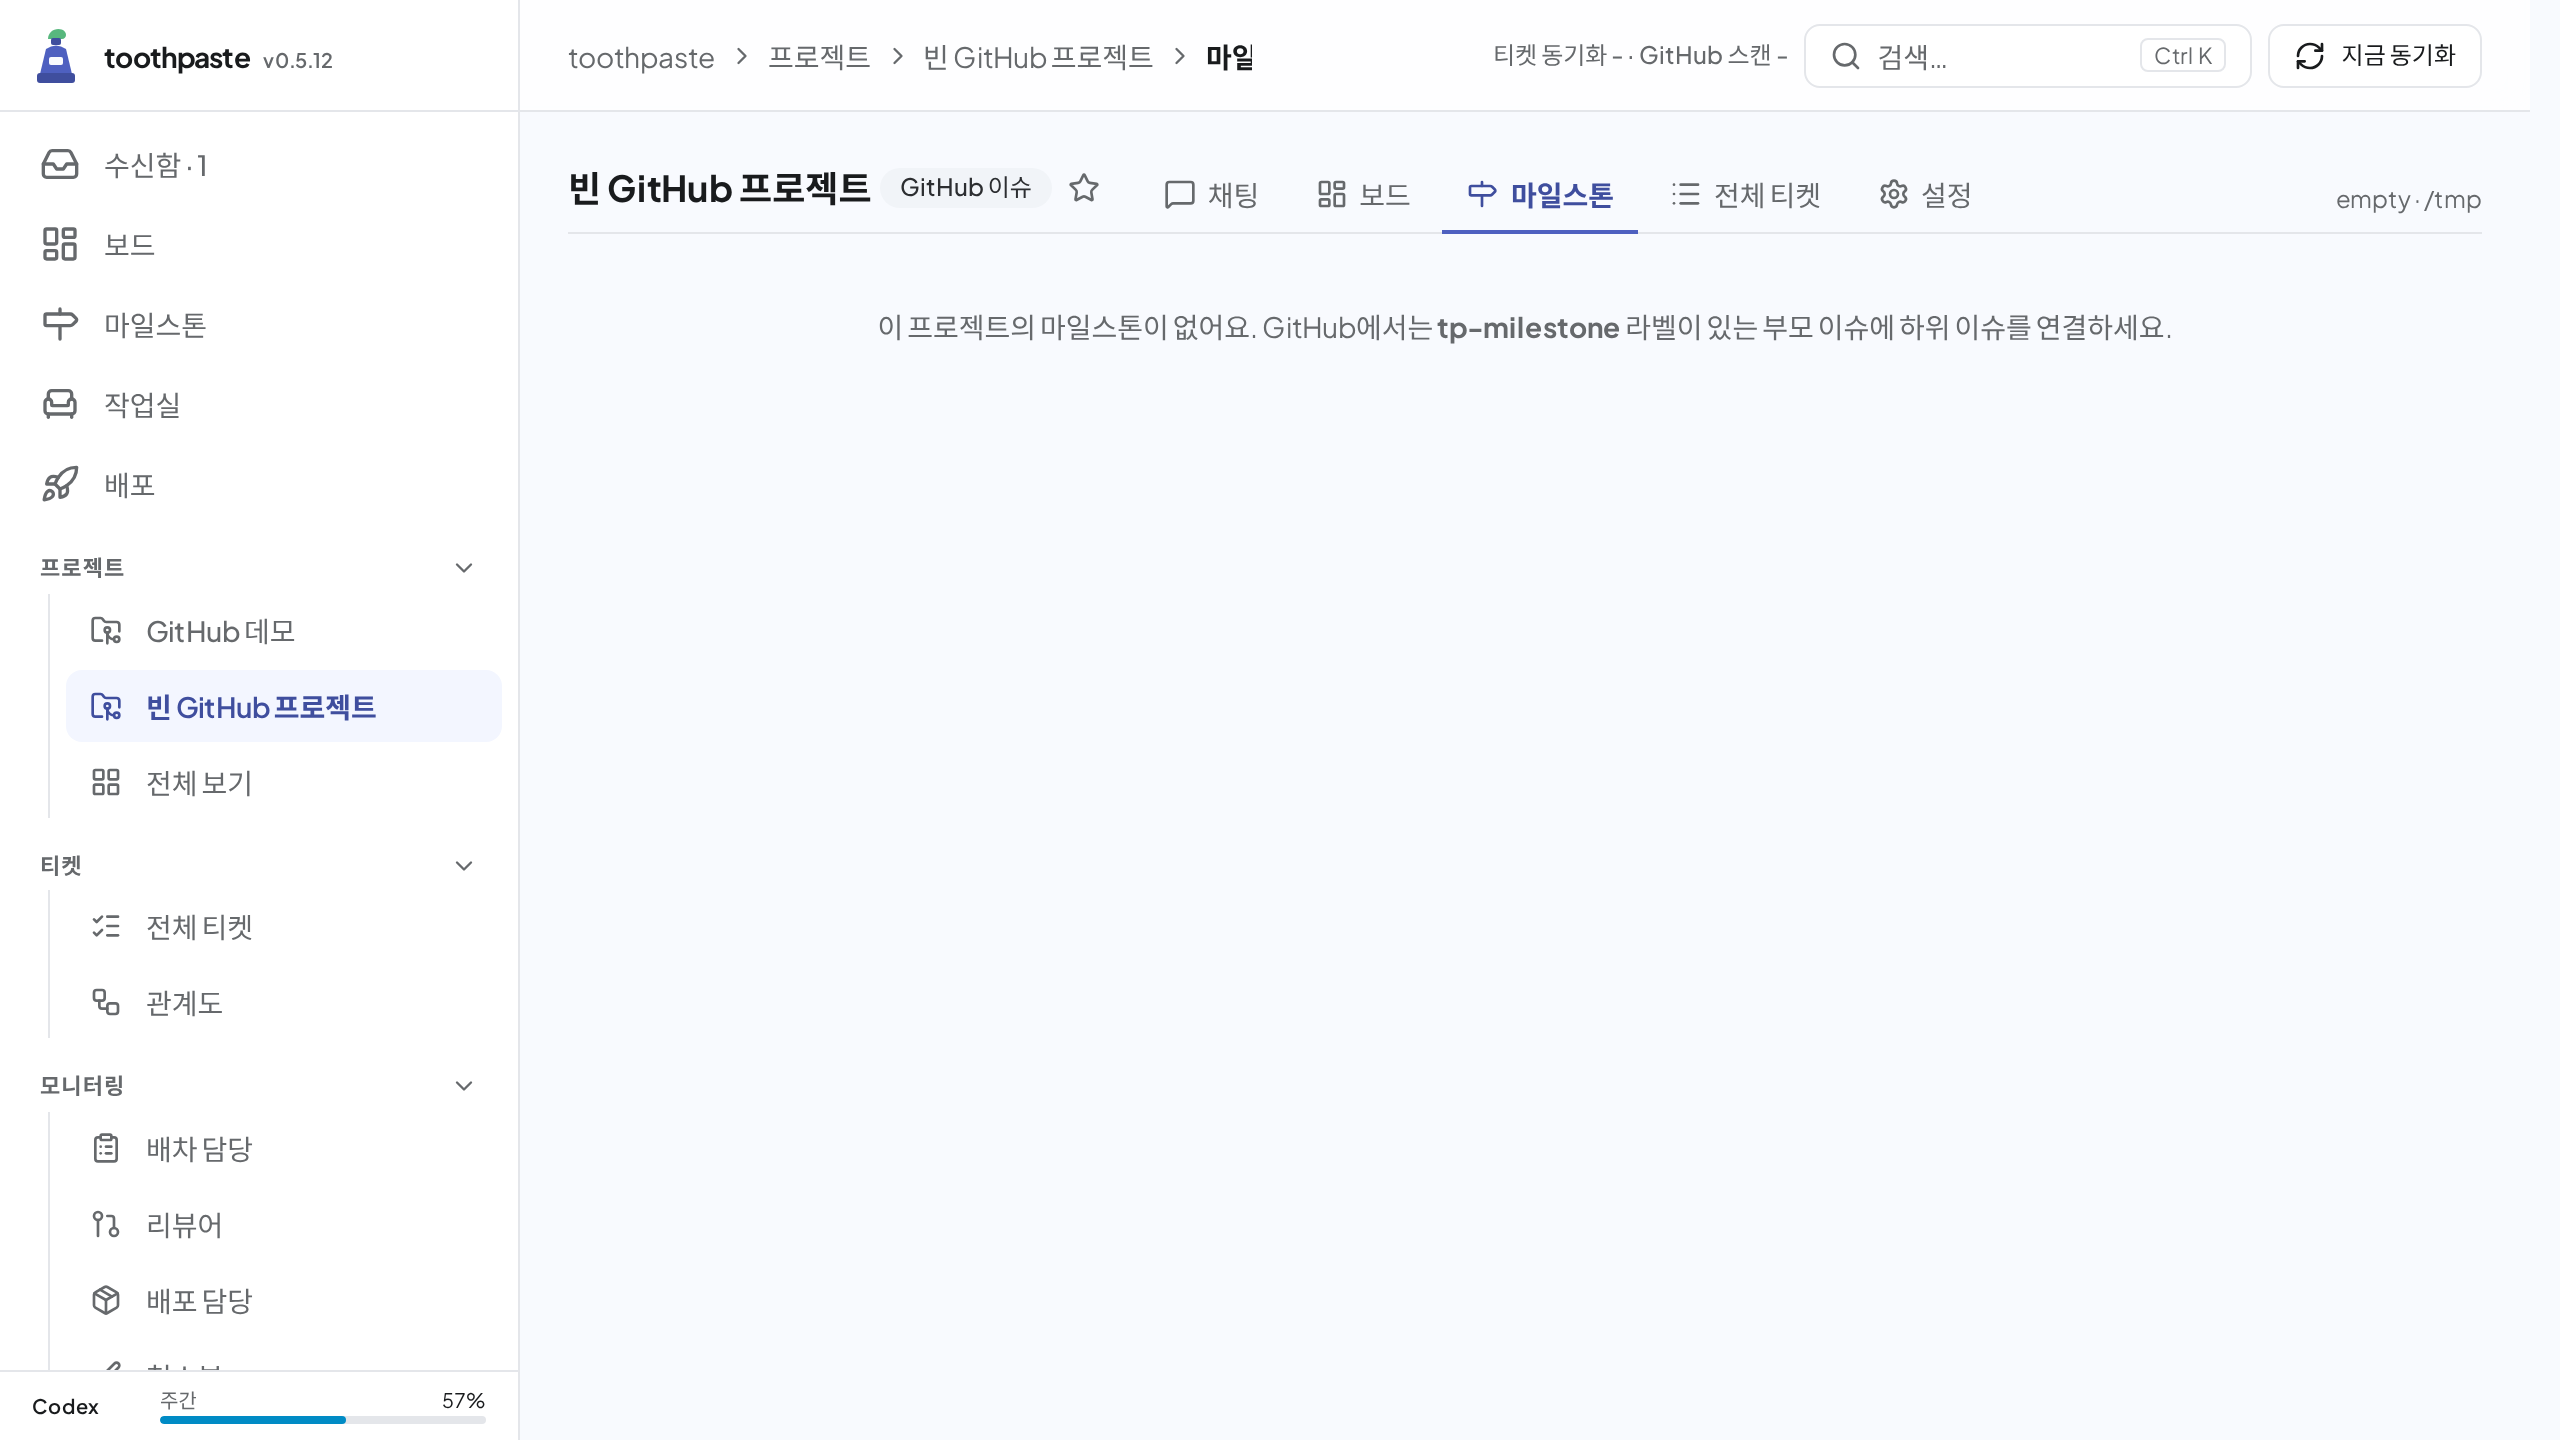 toothpaste v0.5.12
toothpaste > 프로젝트 > 빈 GitHub 프로젝트 > 마일
티켓 동기화 - · GitHub 스캔 -
검색...
Ctrl K
지금 동기화
수신함 · 1
보드
마일스톤
작업실
배포
프로젝트
GitHub 데모
빈 GitHub 프로젝트
전체 보기
티켓
전체 티켓
관계도
모니터링
배차 담당
리뷰어
배포 담당
Codex
주간
57%
빈 GitHub 프로젝트
GitHub 이슈
채팅
보드
마일스톤
전체 티켓
설정
empty · /tmp
이 프로젝트의 마일스톤이 없어요. GitHub에서는 tp-milestone 라벨이 있는 부모 이슈에 하위 이슈를 연결하세요.